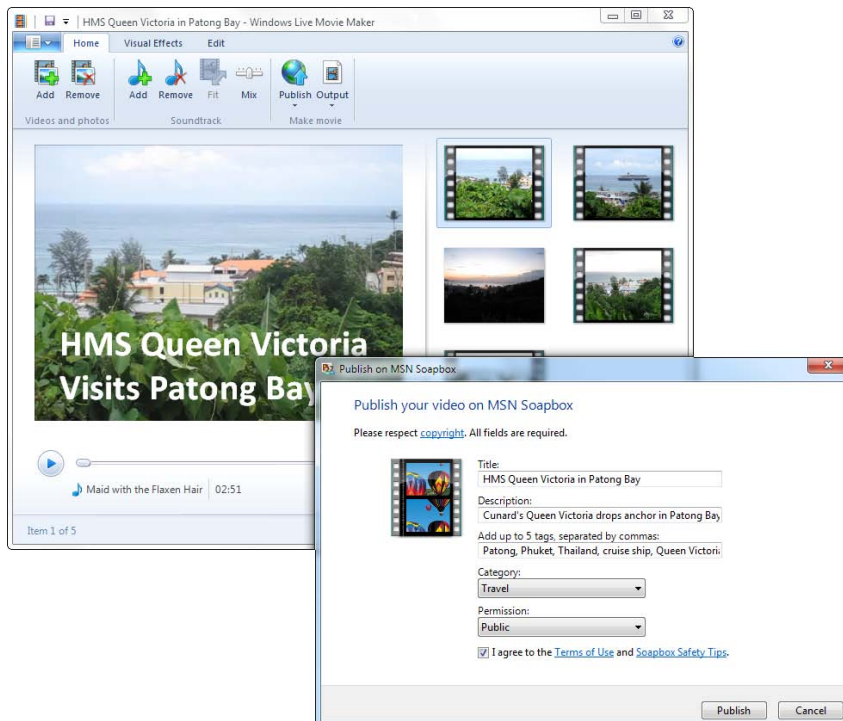 HMS Queen Victoria in Patong Bay - Windows Live Movie Maker
Home Visual Effects Edit
Add Remove Add Remove Fit Mix Publish Output
Videos and photos Soundtrack Make movie
HMS Queen Victoria
Visits Patong Bay
Maid with the Flaxen Hair 02:51
Item 1 of 5
Publish on MSN Soapbox
Publish your video on MSN Soapbox
Please respect copyright. All fields are required.
Title:
HMS Queen Victoria in Patong Bay
Description:
Cunard's Queen Victoria drops anchor in Patong Bay
Add up to 5 tags, separated by commas:
Patong, Phuket, Thailand, cruise ship, Queen Victoria
Category:
Travel
Permission:
Public
I agree to the Terms of Use and Soapbox Safety Tips.
Publish Cancel